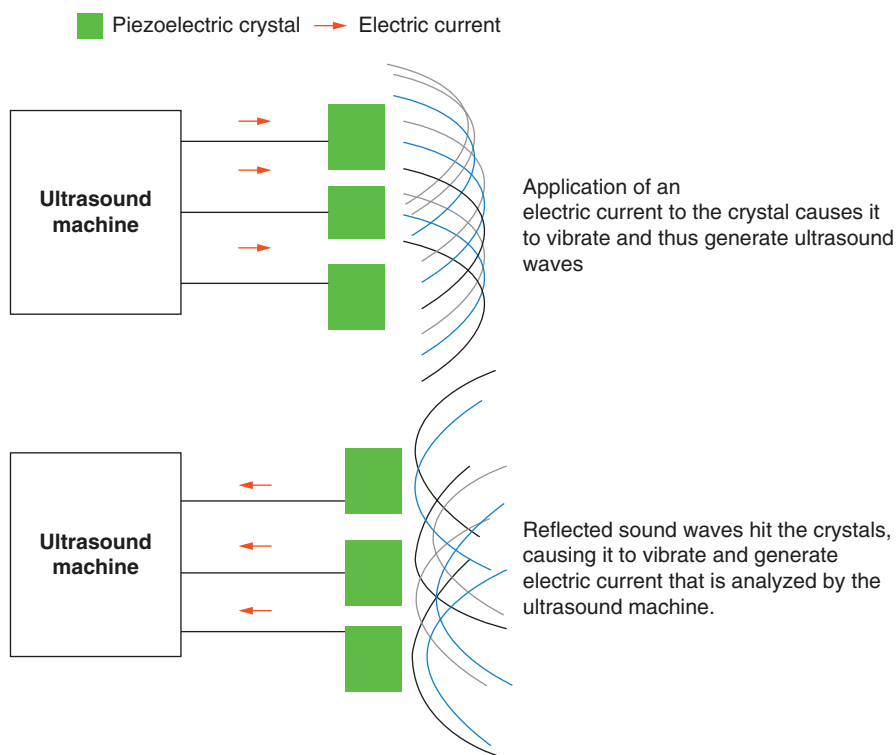 Piezoelectric crystal Electric current
Ultrasound
machine
Application of an
electric current to the crystal causes it
to vibrate and thus generate ultrasound
waves
Ultrasound
machine
Reflected sound waves hit the crystals,
causing it to vibrate and generate
electric current that is analyzed by the
ultrasound machine.